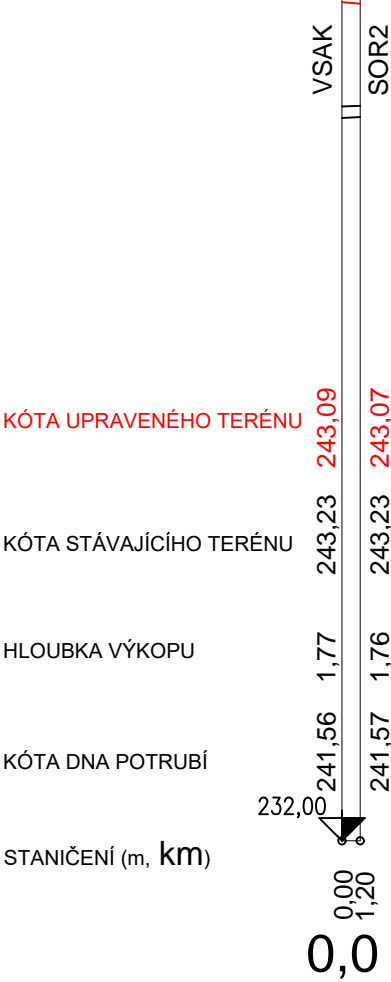 VSAK SOR2
KÓTA UPRAVENÉHO TERÉNU 243,09 243,07
KÓTA STÁVAJÍCÍHO TERÉNU 243,23 243,23
HLOUBKA VÝKOPU 1,77 1,76
KÓTA DNA POTRUBÍ 241,56 241,57
232,00
STANIČENÍ (m, km) 0,00 1,20
0,0